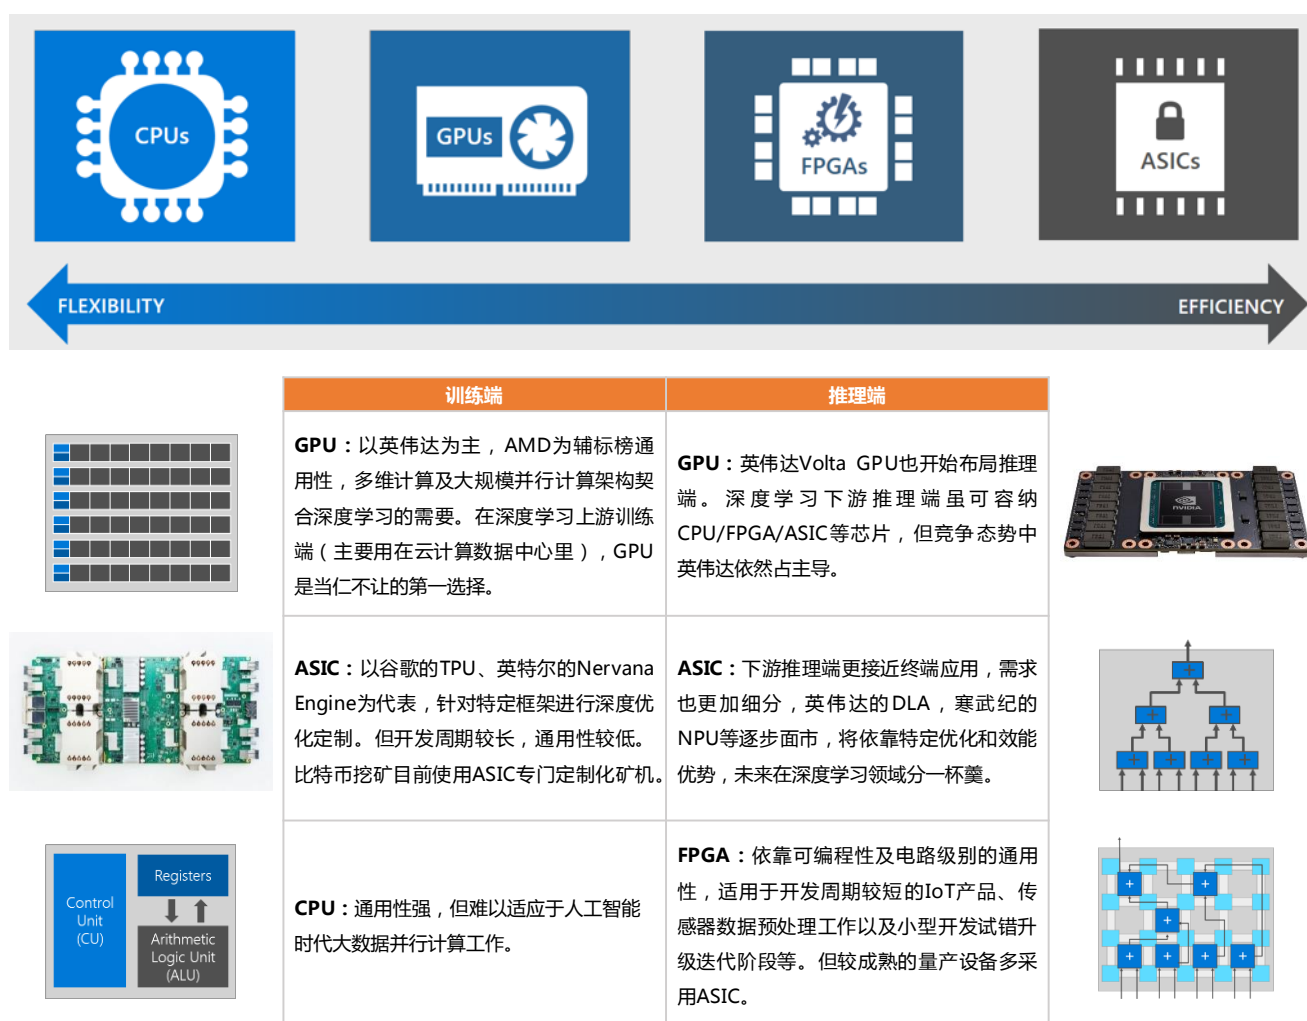 CPUs
GPUs
FPGAs
ASICs
FLEXIBILITY
EFFICIENCY
训练端
推理端
GPU：以英伟达为主，AMD为辅标榜通
用性，多维计算及大规模并行计算架构契
合深度学习的需要。在深度学习上游训练
端（主要用在云计算数据中心里），GPU
是当仁不让的第一选择。
GPU：英伟达Volta GPU也开始布局推理
端。深度学习下游推理端虽可容纳
CPU/FPGA/ASIC等芯片，但竞争态势中
英伟达依然占主导。
NVIDIA
ASIC：以谷歌的TPU、英特尔的Nervana
Engine为代表，针对特定框架进行深度优
化定制。但开发周期较长，通用性较低。
比特币挖矿目前使用ASIC专门定制化矿机。
ASIC：下游推理端更接近终端应用，需求
也更加细分，英伟达的DLA，寒武纪的
NPU等逐步面市，将依靠特定优化和效能
优势，未来在深度学习领域分一杯羹。
Control
Unit
(CU)
Registers
Arithmetic
Logic Unit
(ALU)
CPU：通用性强，但难以适应于人工智能
时代大数据并行计算工作。
FPGA：依靠可编程性及电路级别的通用
性，适用于开发周期较短的IoT产品、传
感器数据预处理工作以及小型开发试错升
级迭代阶段等。但较成熟的量产设备多采
用ASIC。